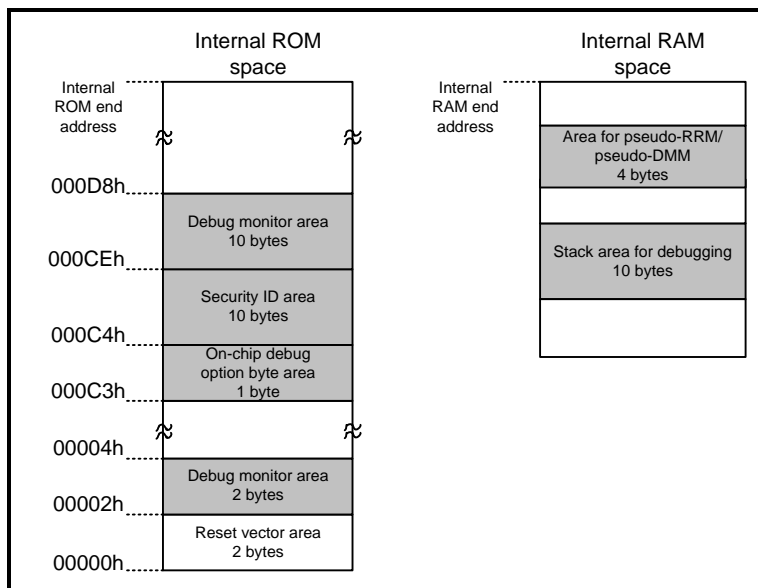 Internal ROM
space
Internal
ROM end
address
000D8h
Debug monitor area
10 bytes
000CEh
Security ID area
10 bytes
000C4h
On-chip debug
option byte area
1 byte
000C3h
00004h
Debug monitor area
2 bytes
00002h
Reset vector area
2 bytes
00000h
Internal RAM
space
Internal
RAM end
address
Area for pseudo-RRM/
pseudo-DMM
4 bytes
Stack area for debugging
10 bytes